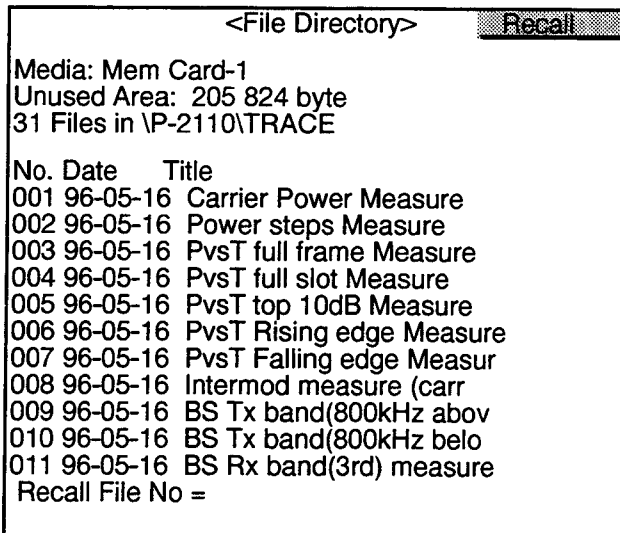 <File Directory> Recall
Media: Mem Card-1
Unused Area: 205 824 byte
31 Files in \P-2110\TRACE
No. Date Title
001 96-05-16 Carrier Power Measure
002 96-05-16 Power steps Measure
003 96-05-16 PvsT full frame Measure
004 96-05-16 PvsT full slot Measure
005 96-05-16 PvsT top 10dB Measure
006 96-05-16 PvsT Rising edge Measure
007 96-05-16 PvsT Falling edge Measur
008 96-05-16 Intermod measure (carr
009 96-05-16 BS Tx band(800kHz abov
010 96-05-16 BS Tx band(800kHz belo
011 96-05-16 BS Rx band(3rd) measure
Recall File No =